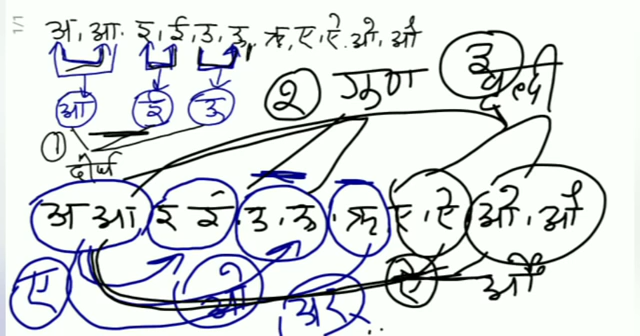 अ, आ. इ, ई, उ, ऊ, ऋ, ए, ऐ. ओ, औ
आ ई ऊ
① दीर्घ ② गुण ③ वृद्धि
अ आ, इ ई. उ, ऊ. ऋ ए, ऐ ओ, औ
ए ओ अर ऐ औ